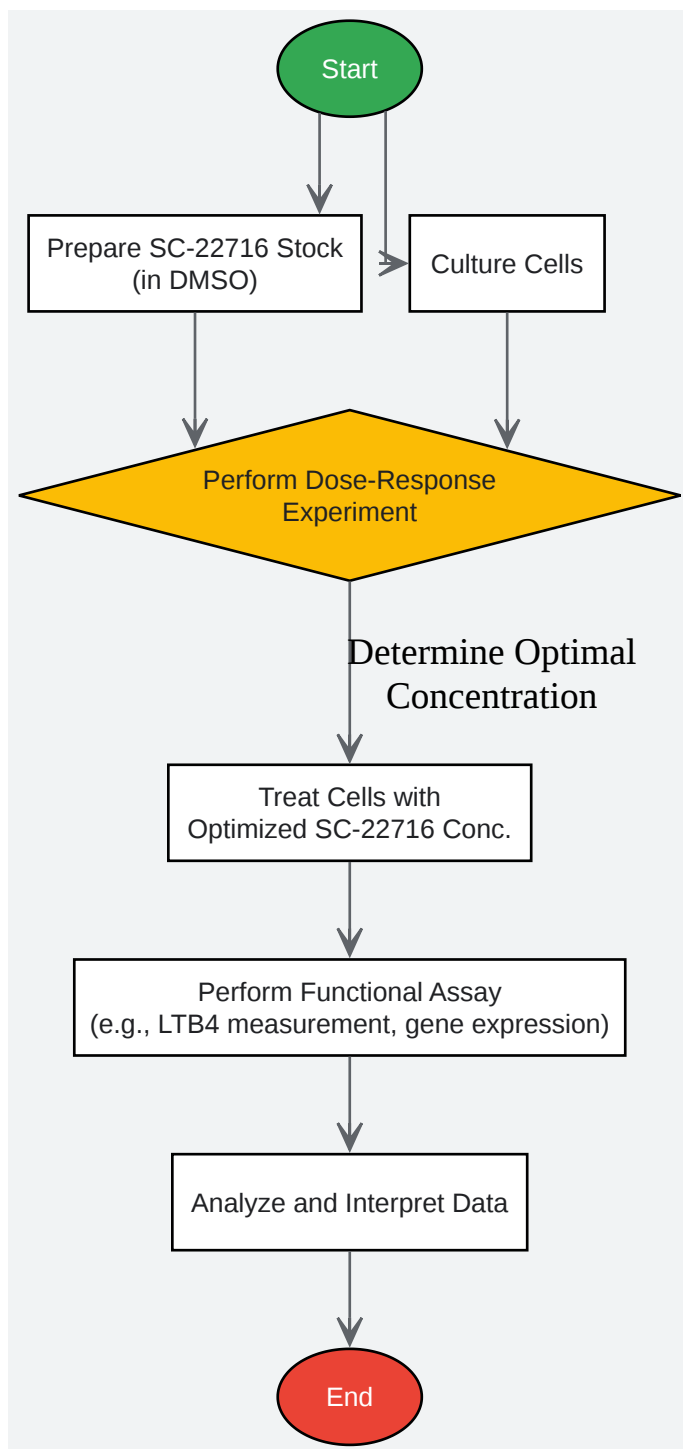 Start
Prepare SC-22716 Stock
(in DMSO)
Culture Cells
Perform Dose-Response
Experiment
Determine Optimal
Concentration
Treat Cells with
Optimized SC-22716 Conc.
Perform Functional Assay
(e.g., LTB4 measurement, gene expression)
Analyze and Interpret Data
End